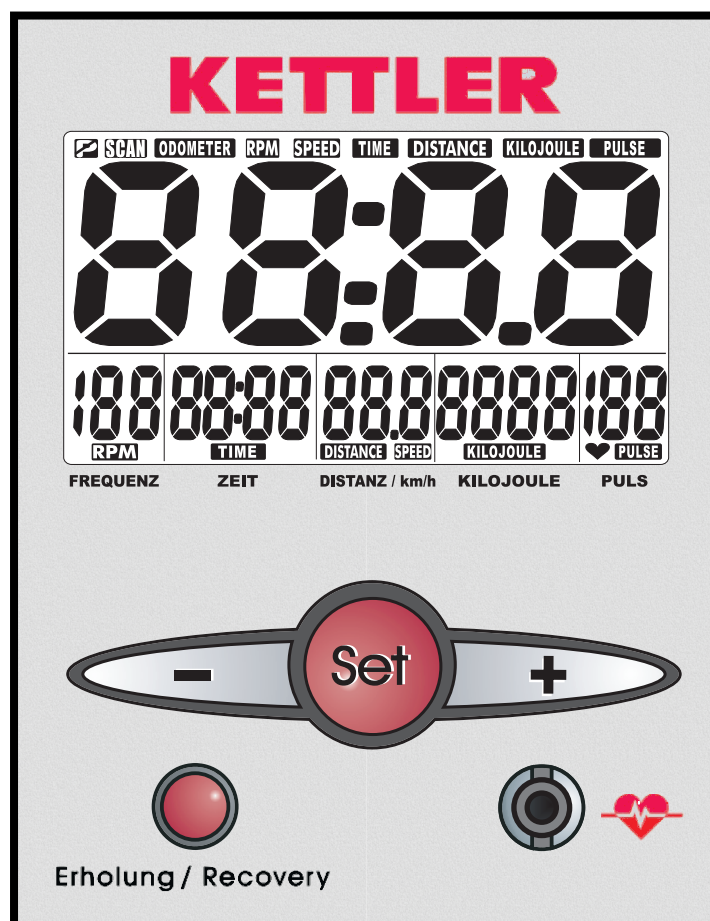 KETTLER
SCAN ODOMETER RPM SPEED TIME DISTANCE KILOJOULE PULSE
88:8.8
188 88:88 88.8 8888 188
RPM TIME DISTANCE SPEED KILOJOULE PULSE
FREQUENZ ZEIT DISTANZ / km/h KILOJOULE PULS
- Set +
Erholung / Recovery